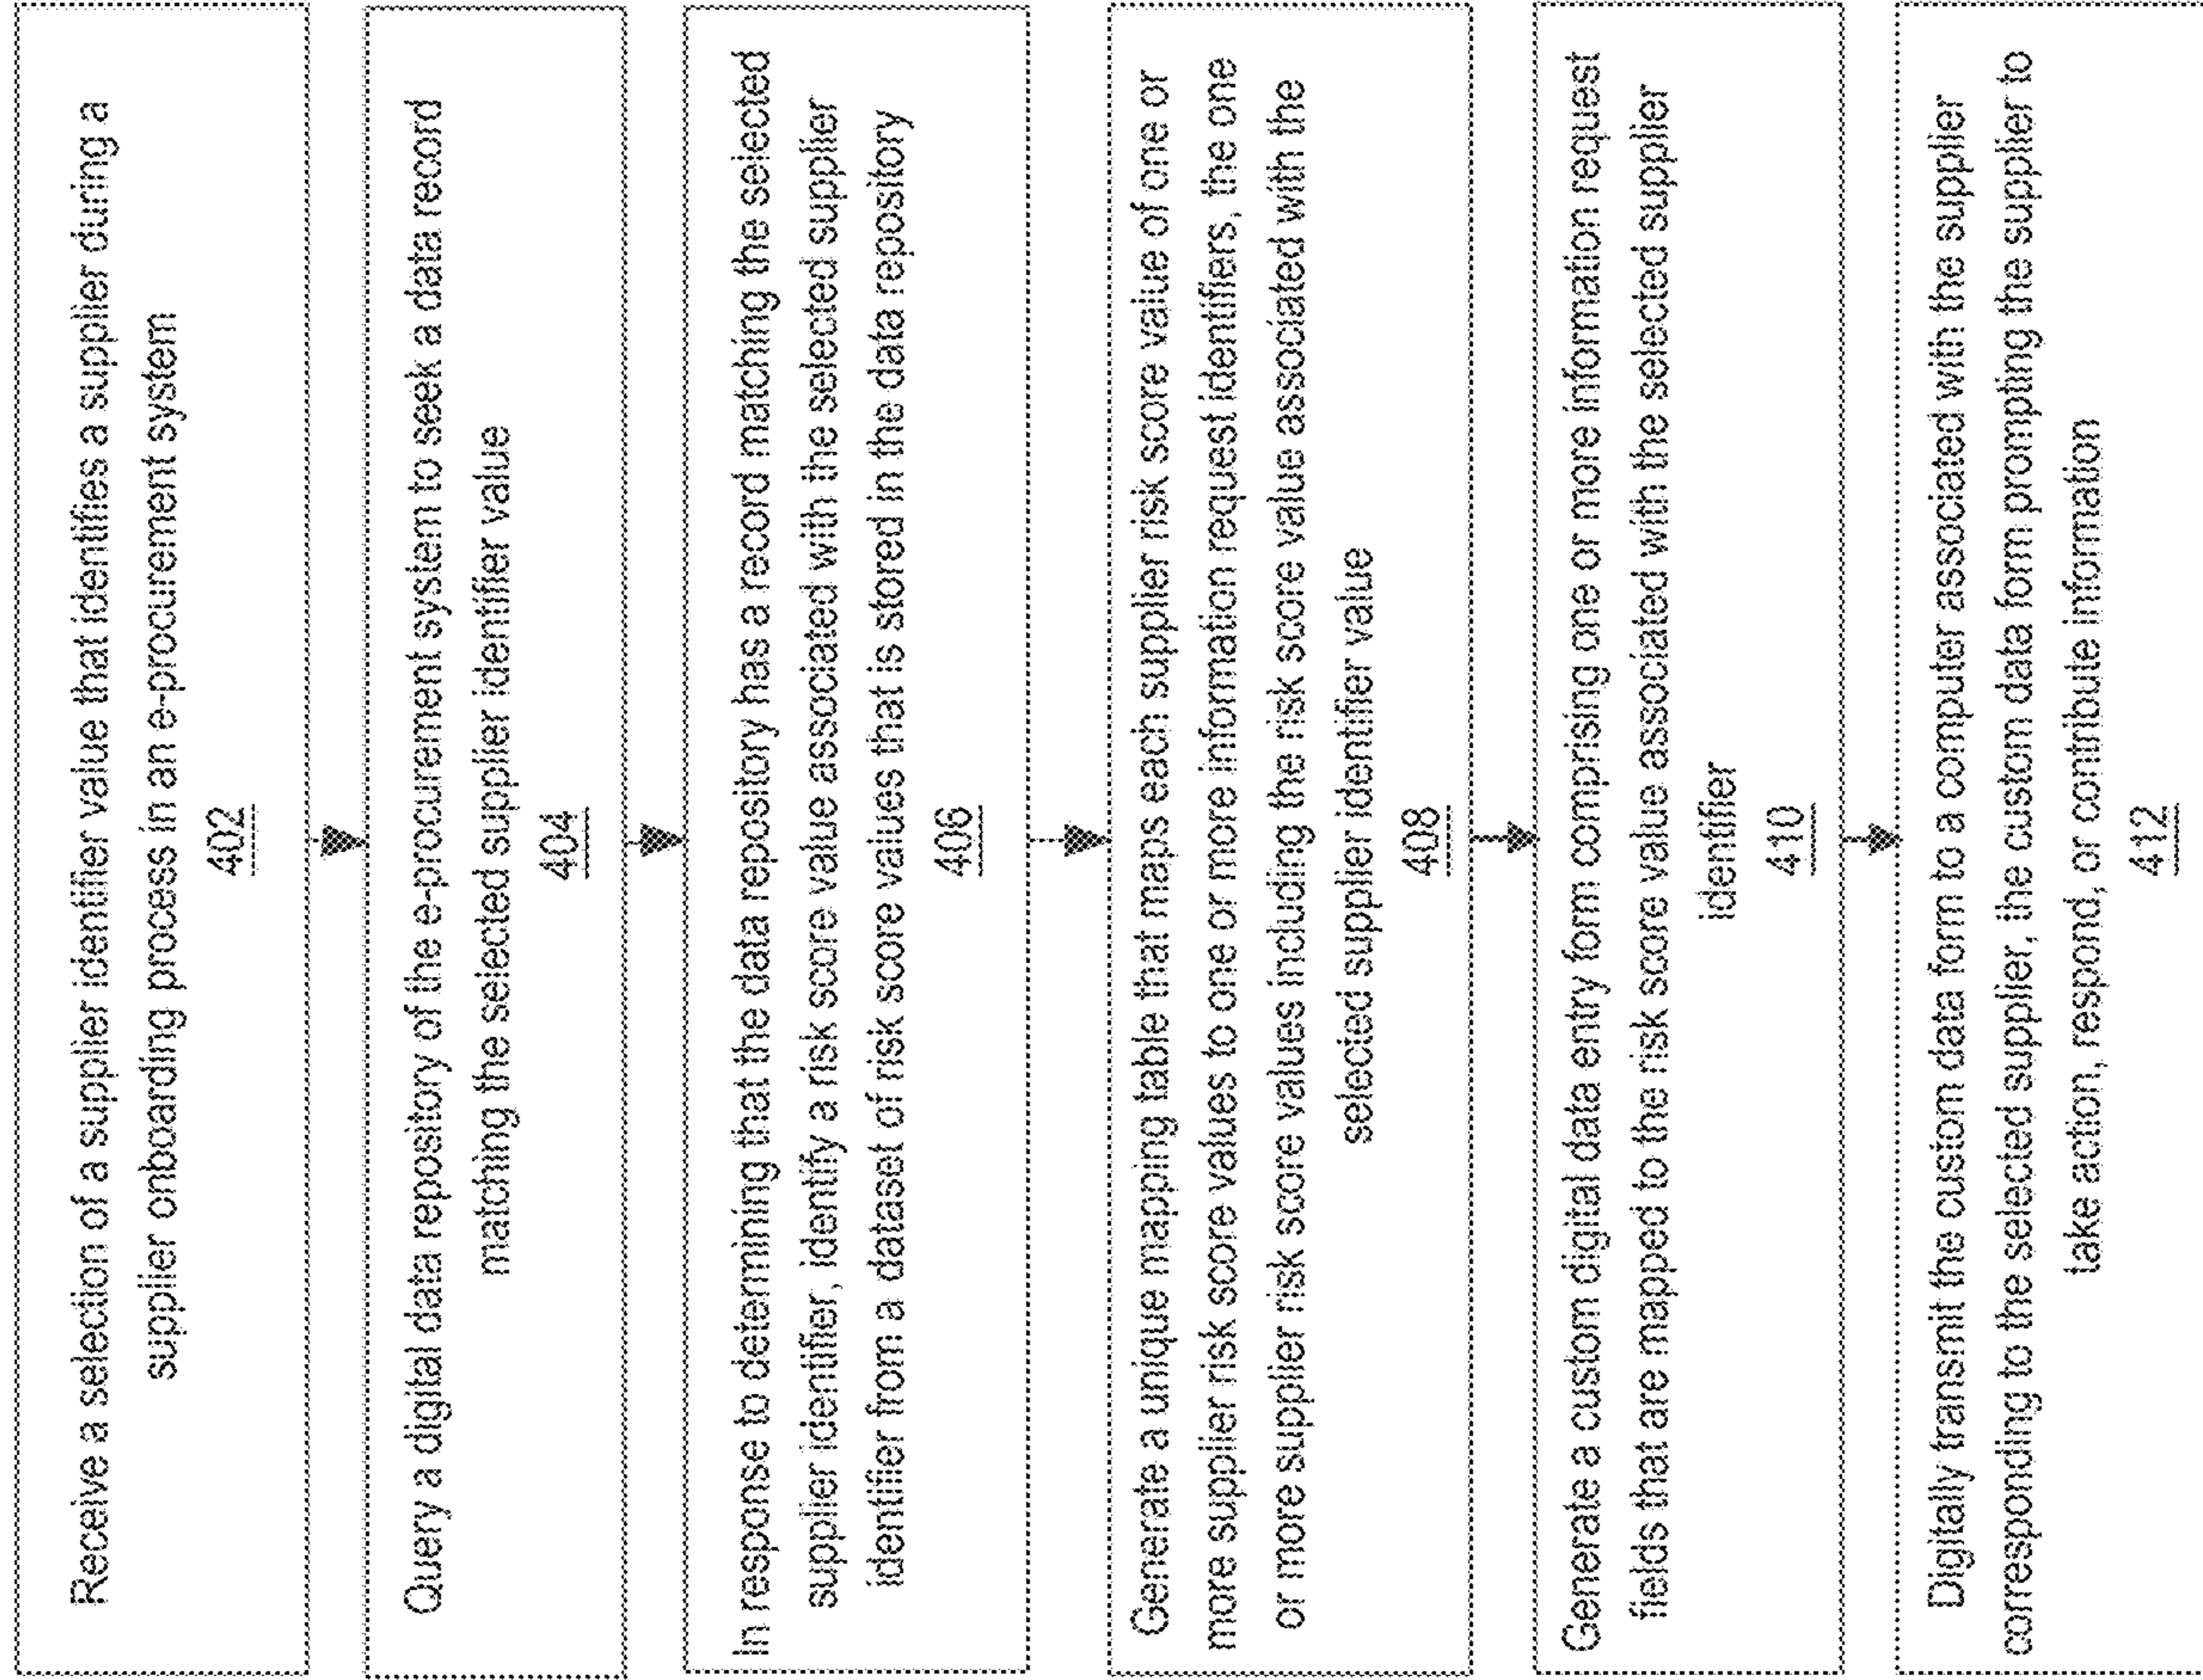 Receive a selection of a supplier identifier value that identifies a supplier during a
supplier onboarding process in an e-procurement system
402
Query a digital data repository of the e-procurement system to seek a data record
matching the selected supplier identifier value
404
In response to determining that the data repository has a record matching the selected
supplier identifier, identify a risk score value associated with the selected supplier
identifier from a dataset of risk score values that is stored in the data repository
406
Generate a unique mapping table that maps each supplier risk score value of one or
more supplier risk score values to one or more information request identifiers, the one
or more supplier risk score values including the risk score value associated with the
selected supplier identifier value
408
Generate a custom digital data entry form comprising one or more information request
fields that are mapped to the risk score value associated with the selected supplier
identifier
410
Digitally transmit the custom data form to a computer associated with the supplier
corresponding to the selected supplier, the custom data form prompting the supplier to
take action, respond, or contribute information
412